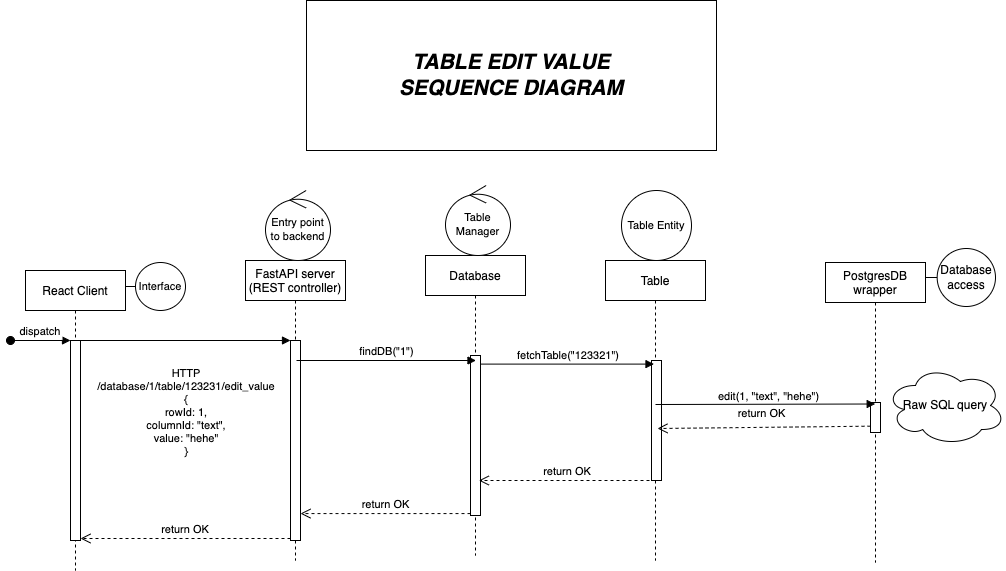 TABLE EDIT VALUE
SEQUENCE DIAGRAM
Entry point
to backend
Table
Manager
Table Entity
React Client
Interface
FastAPI server
(REST controller)
Database
Table
PostgresDB
wrapper
Database
access
dispatch
findDB("1")
fetchTable("123321")
HTTP
/database/1/table/123231/edit_value
{
rowId: 1,
columnId: "text",
value: "hehe"
}
edit(1, "text", "hehe")
return OK
Raw SQL query
return OK
return OK
return OK